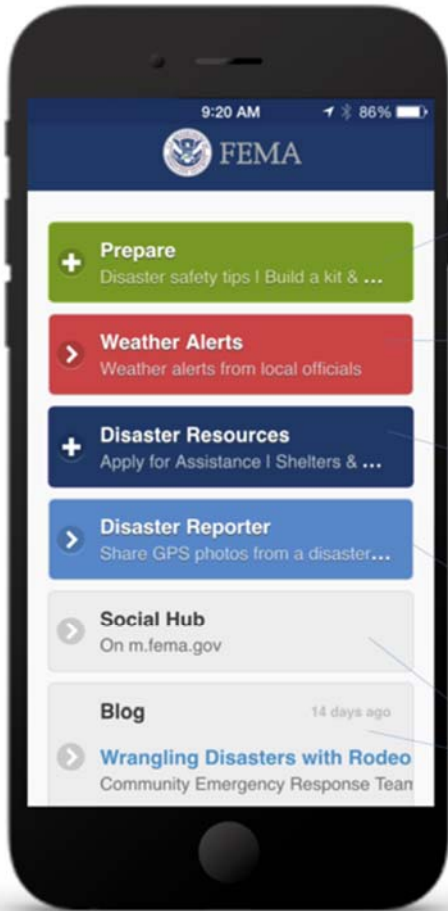 9:20 AM 86%
FEMA
Prepare
Disaster safety tips I Build a kit & ...
Weather Alerts
Weather alerts from local officials
Disaster Resources
Apply for Assistance I Shelters & ...
Disaster Reporter
Share GPS photos from a disaster...
Social Hub
On m.fema.gov
Blog 14 days ago
Wrangling Disasters with Rodeo
Community Emergency Response Team